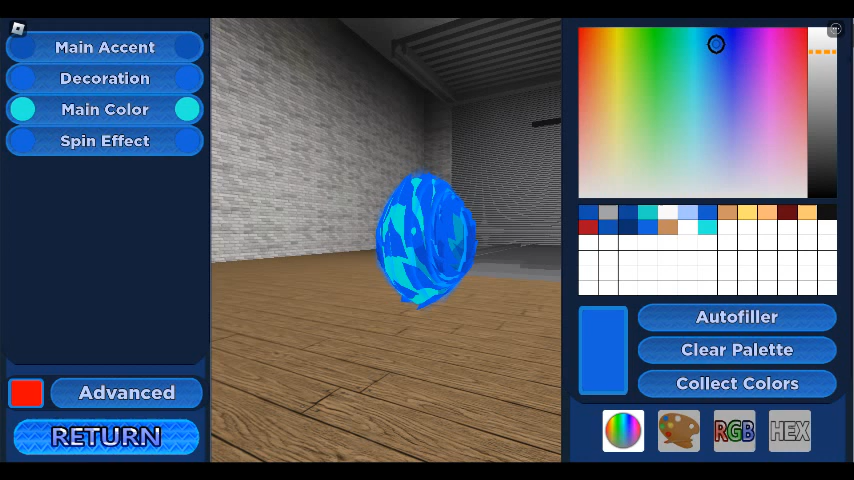 Main Accent
Decoration
Main Color
Spin Effect
Advanced
RETURN
Autofiller
Clear Palette
Collect Colors
RGB
HEX